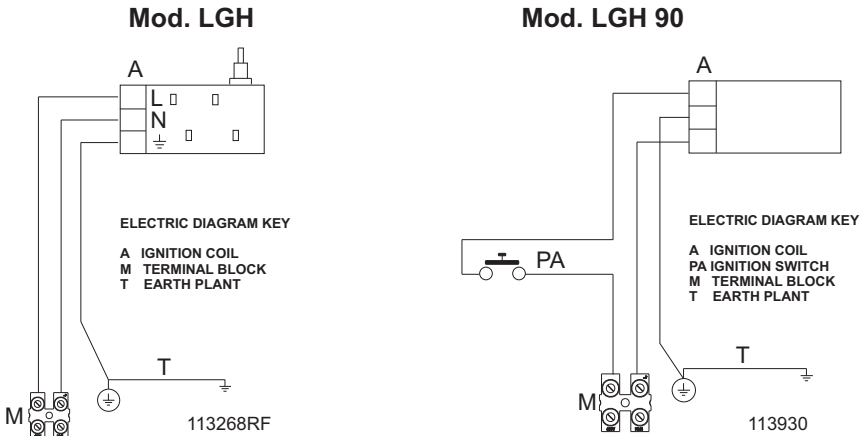 Mod. LGH
A
L
N
ELECTRIC DIAGRAM KEY
A IGNITION COIL
M TERMINAL BLOCK
T EARTH PLANT
T
M
113268RF
Mod. LGH 90
A
PA
ELECTRIC DIAGRAM KEY
A IGNITION COIL
PA IGNITION SWITCH
M TERMINAL BLOCK
T EARTH PLANT
T
M
113930